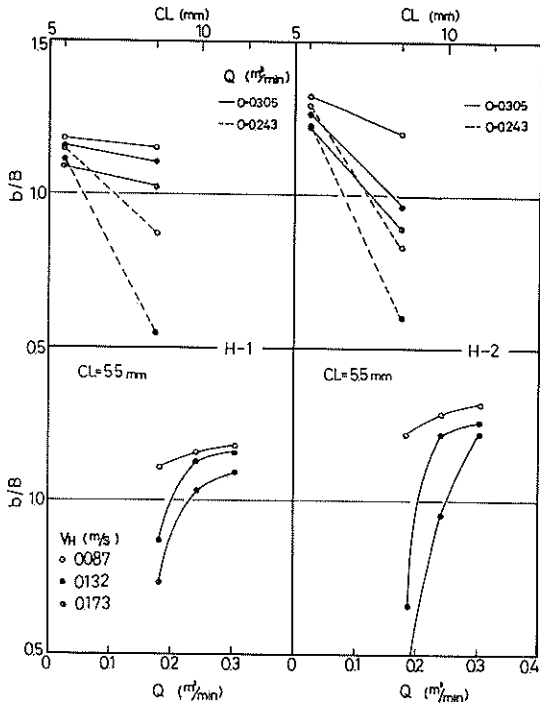 CL (mm) CL (mm)
5 10 5 10
1.5
Q (m³/min)
0.0305 0.0305
0.0243 0.0243
b/B
1.0
0.5
H-1 H-2
CL=5.5 mm CL=5.5 mm
b/B
1.0
VH (m/s)
0.087
0.132
0.173
0.5
0 0.1 0.2 0.3 0 0.1 0.2 0.3 0.4
Q (m³/min) Q (m³/min)